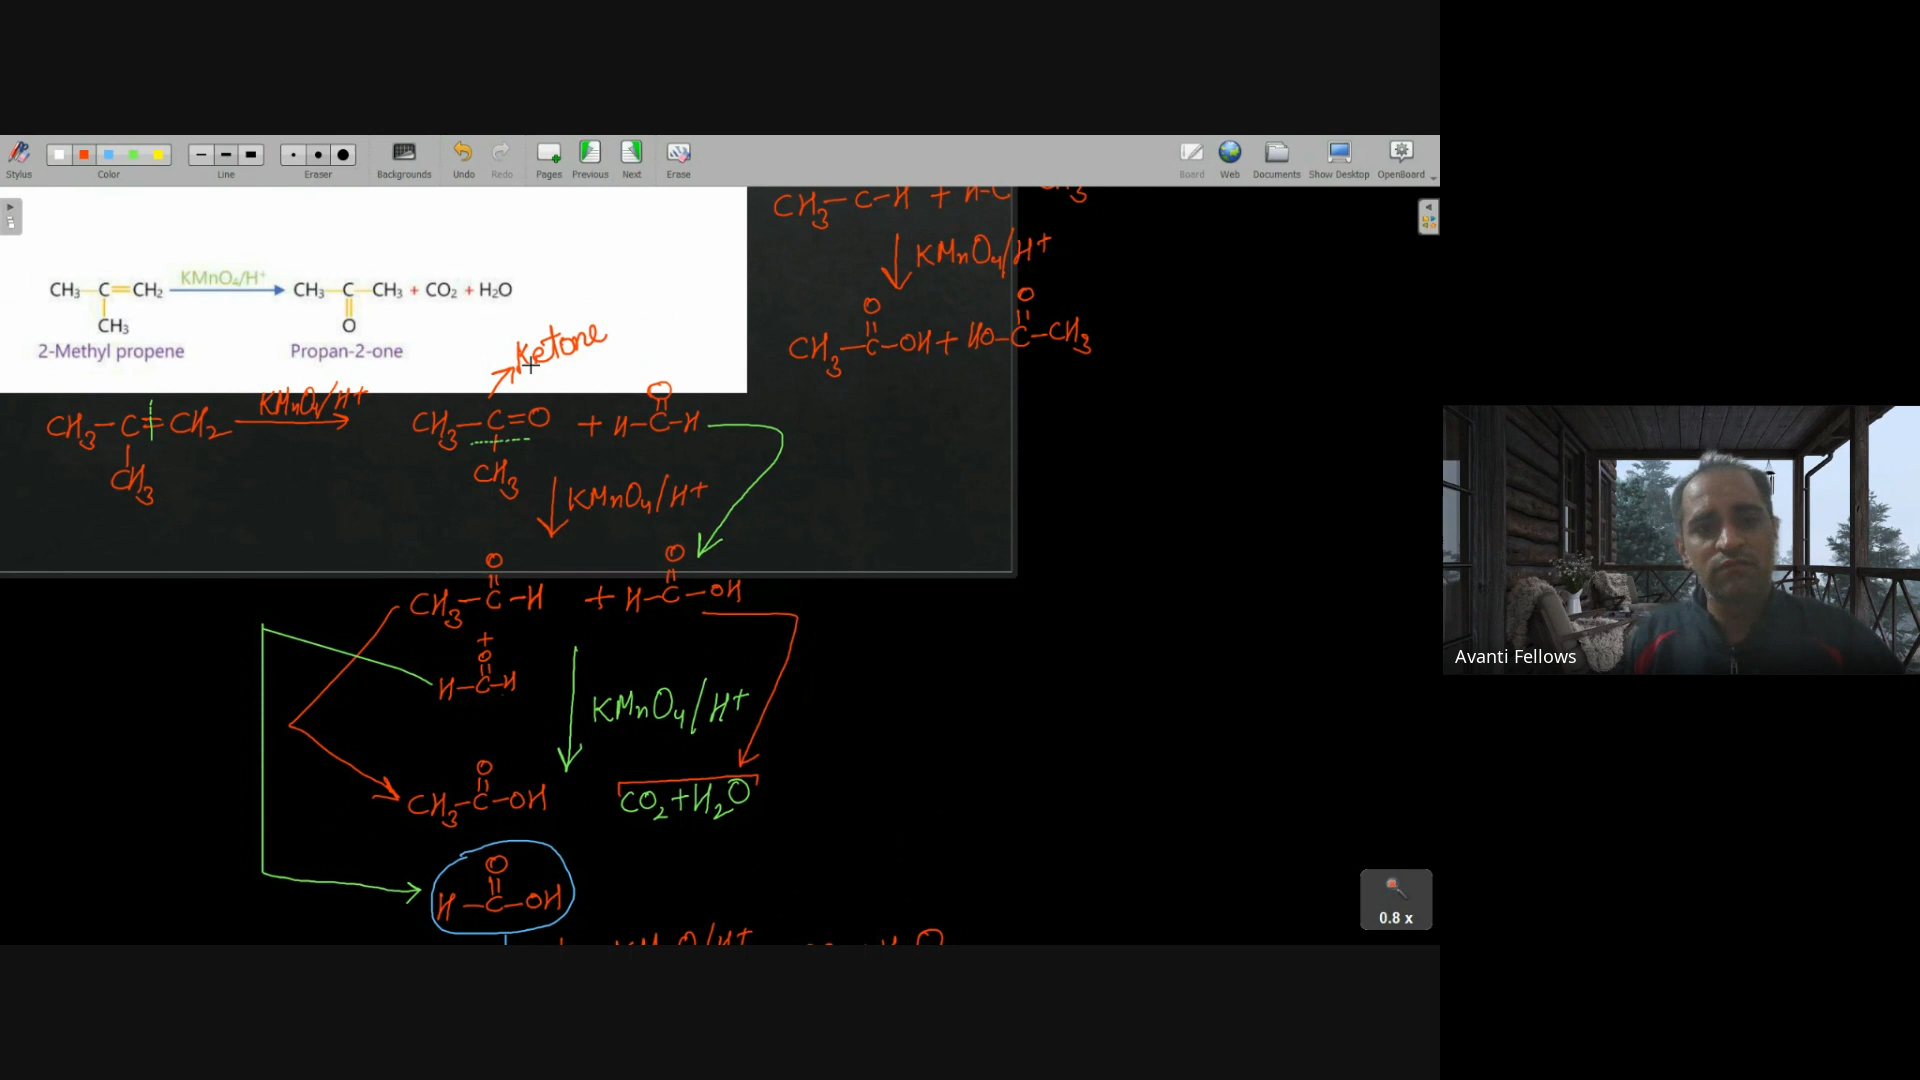 Stylus Color Line Eraser Backgrounds Undo Redo Pages Previous Next Erase Board Web Documents Show Desktop OpenBoard
CH3-C-H + H-C CH3
↓ KMnO4/H+
O O
CH3-C-OH + HO-C-CH3
CH3 C=CH2 KMnO4/H+ CH3 C CH3 + CO2 + H2O
CH3 O
2-Methyl propene Propan-2-one
Ketone
CH3-C=CH2 KMnO4/H+ CH3-C=O + H-C-H
O
CH3 CH3
↓ KMnO4/H+
O O
CH3-C-H + H-C-OH
+
O
H-C-H
KMnO4/H+
O
CH3-C-OH CO2+H2O
O
H-C-OH
Avanti Fellows
0.8 x